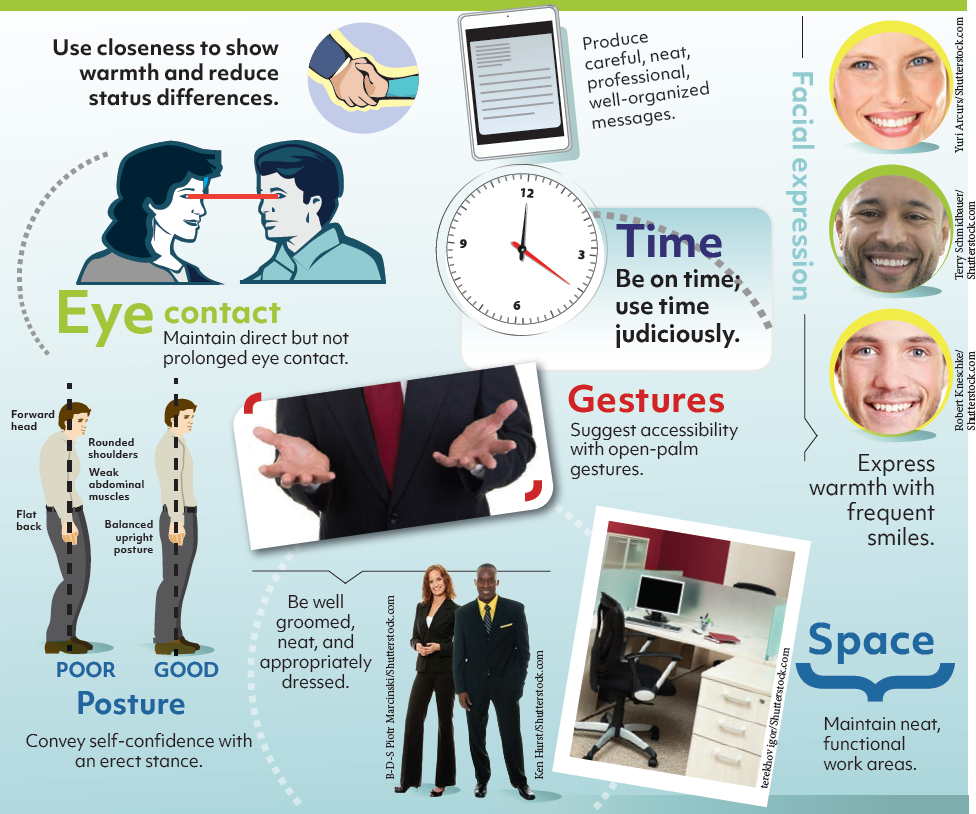 Use closeness to show
warmth and reduce
status differences.
Produce
careful, neat,
professional,
well-organized
messages.
Facial expression
Yuri Arcurs/Shutterstock.com
Terry Schmidbauer/
Shutterstock.com
Robert Kneschke/
Shutterstock.com
Express
warmth with
frequent
smiles.
12
3
6
9
Time
Be on time;
use time
judiciously.
Eye contact
Maintain direct but not
prolonged eye contact.
Gestures
Suggest accessibility
with open-palm
gestures.
Forward
head
Rounded
shoulders
Weak
abdominal
muscles
Flat
back
Balanced
upright
posture
POOR GOOD
Posture
Convey self-confidence with
an erect stance.
Be well
groomed,
neat, and
appropriately
dressed.
B-D-S Piotr Marcinski/Shutterstock.com
Ken Hurst/Shutterstock.com
terekhov igor/Shutterstock.com
Space
Maintain neat,
functional
work areas.